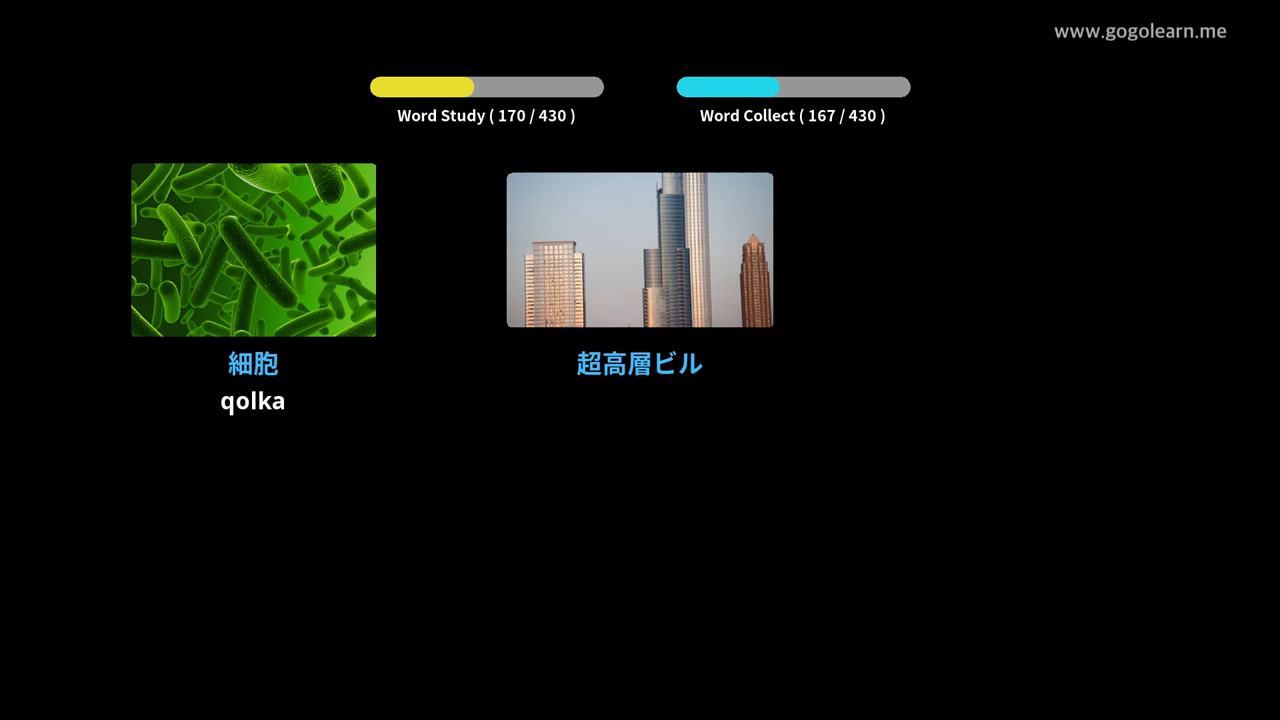 www.gogolearn.me
Word Study ( 170 / 430 )
Word Collect ( 167 / 430 )
細胞
qolka
超高層ビル